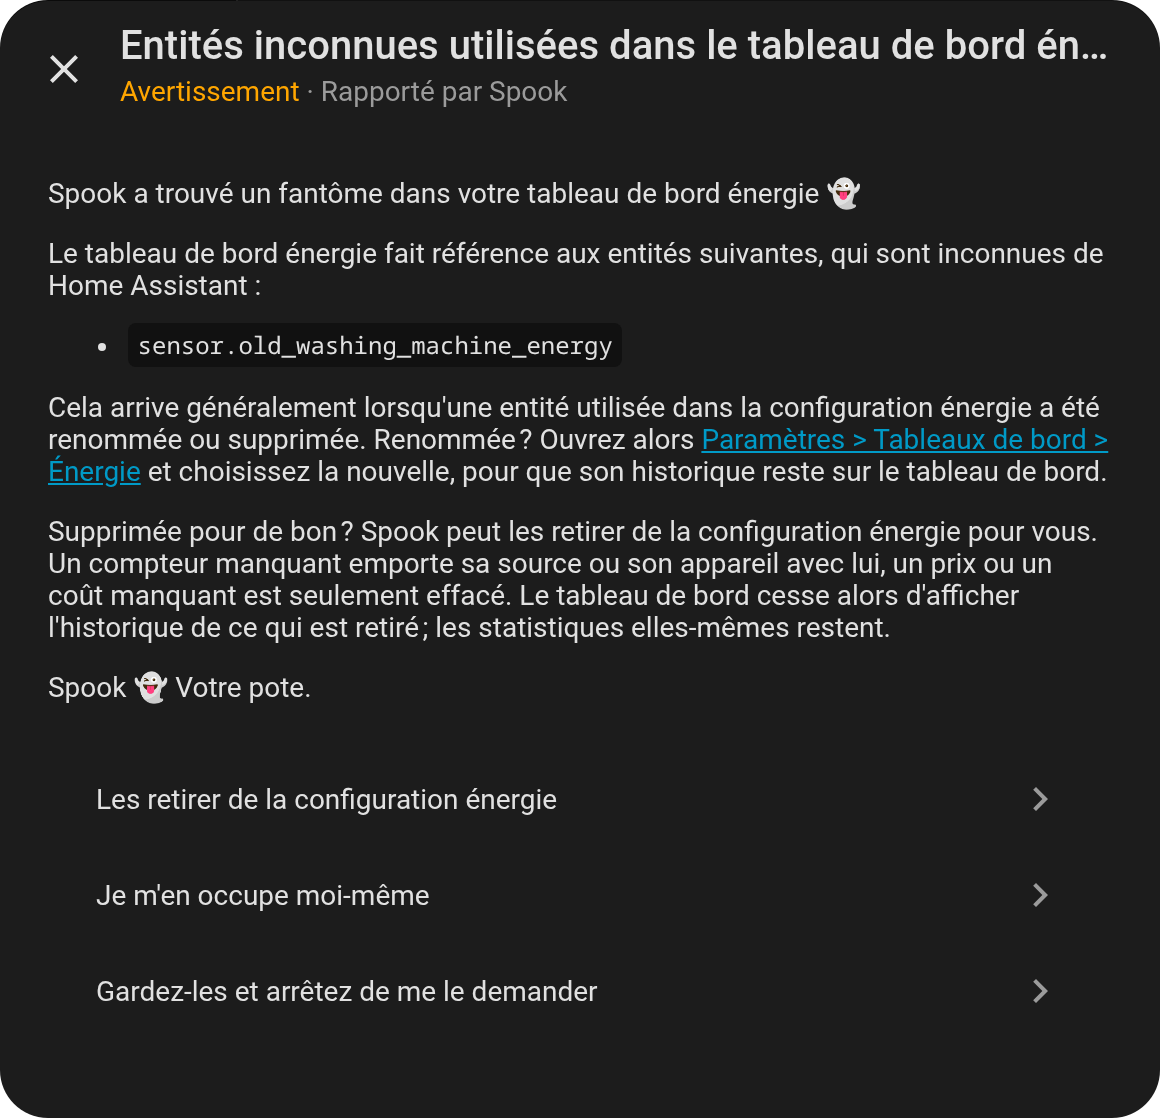 Entités inconnues utilisées dans le tableau de bord én...
Avertissement · Rapporté par Spook
Spook a trouvé un fantôme dans votre tableau de bord énergie 👻
Le tableau de bord énergie fait référence aux entités suivantes, qui sont inconnues de
Home Assistant :
• sensor.old_washing_machine_energy
Cela arrive généralement lorsqu'une entité utilisée dans la configuration énergie a été
renommée ou supprimée. Renommée ? Ouvrez alors Paramètres > Tableaux de bord >
Énergie et choisissez la nouvelle, pour que son historique reste sur le tableau de bord.
Supprimée pour de bon ? Spook peut les retirer de la configuration énergie pour vous.
Un compteur manquant emporte sa source ou son appareil avec lui, un prix ou un
coût manquant est seulement effacé. Le tableau de bord cesse alors d'afficher
l'historique de ce qui est retiré ; les statistiques elles-mêmes restent.
Spook 👻 Votre pote.
Les retirer de la configuration énergie
Je m'en occupe moi-même
Gardez-les et arrêtez de me le demander